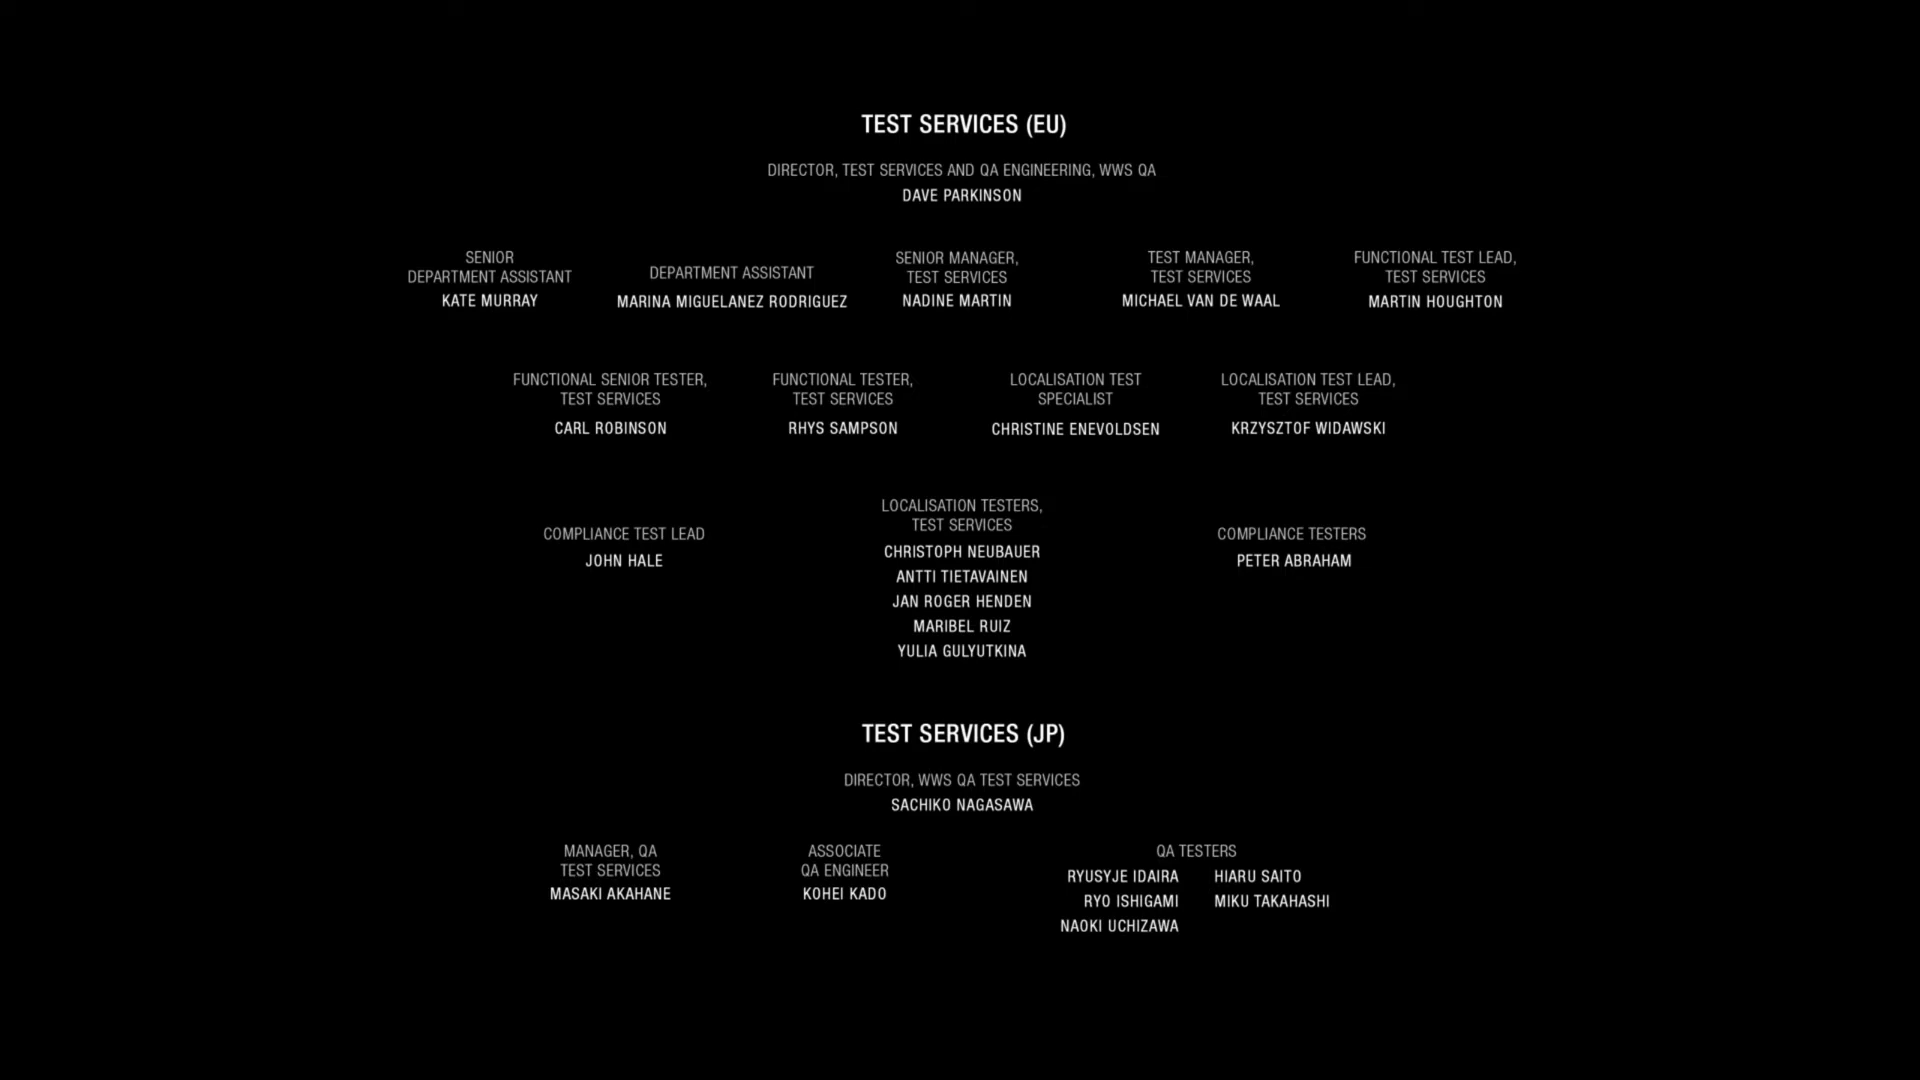 TEST SERVICES (EU)
DIRECTOR, TEST SERVICES AND QA ENGINEERING, WWS QA
DAVE PARKINSON
SENIOR
DEPARTMENT ASSISTANT
KATE MURRAY
DEPARTMENT ASSISTANT
MARINA MIGUELANEZ RODRIGUEZ
SENIOR MANAGER,
TEST SERVICES
NADINE MARTIN
TEST MANAGER,
TEST SERVICES
MICHAEL VAN DE WAAL
FUNCTIONAL TEST LEAD,
TEST SERVICES
MARTIN HOUGHTON
FUNCTIONAL SENIOR TESTER,
TEST SERVICES
CARL ROBINSON
FUNCTIONAL TESTER,
TEST SERVICES
RHYS SAMPSON
LOCALISATION TEST
SPECIALIST
CHRISTINE ENEVOLDSEN
LOCALISATION TEST LEAD,
TEST SERVICES
KRZYSZTOF WIDAWSKI
COMPLIANCE TEST LEAD
JOHN HALE
LOCALISATION TESTERS,
TEST SERVICES
CHRISTOPH NEUBAUER
ANTTI TIETAVAINEN
JAN ROGER HENDEN
MARIBEL RUIZ
YULIA GULYUTKINA
COMPLIANCE TESTERS
PETER ABRAHAM
TEST SERVICES (JP)
DIRECTOR, WWS QA TEST SERVICES
SACHIKO NAGASAWA
MANAGER, QA
TEST SERVICES
MASAKI AKAHANE
ASSOCIATE
QA ENGINEER
KOHEI KADO
QA TESTERS
RYUSYJE IDAIRA
RYO ISHIGAMI
NAOKI UCHIZAWA
HIARU SAITO
MIKU TAKAHASHI